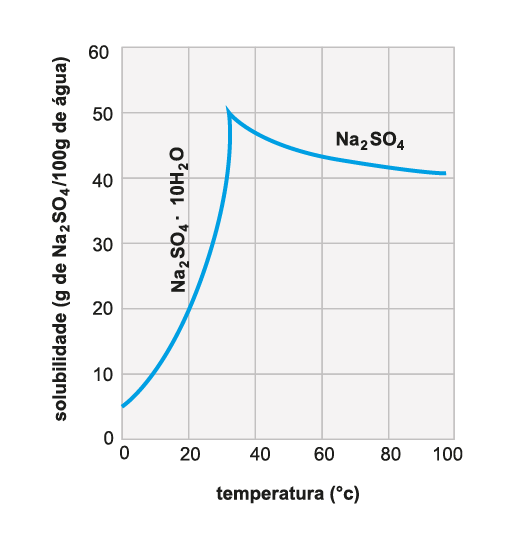 solubilidade (g de Na₂SO₄/100g de água)
60
50
40
30
20
10
0
Na₂SO₄ · 10H₂O
Na₂SO₄
0 20 40 60 80 100
temperatura (°c)